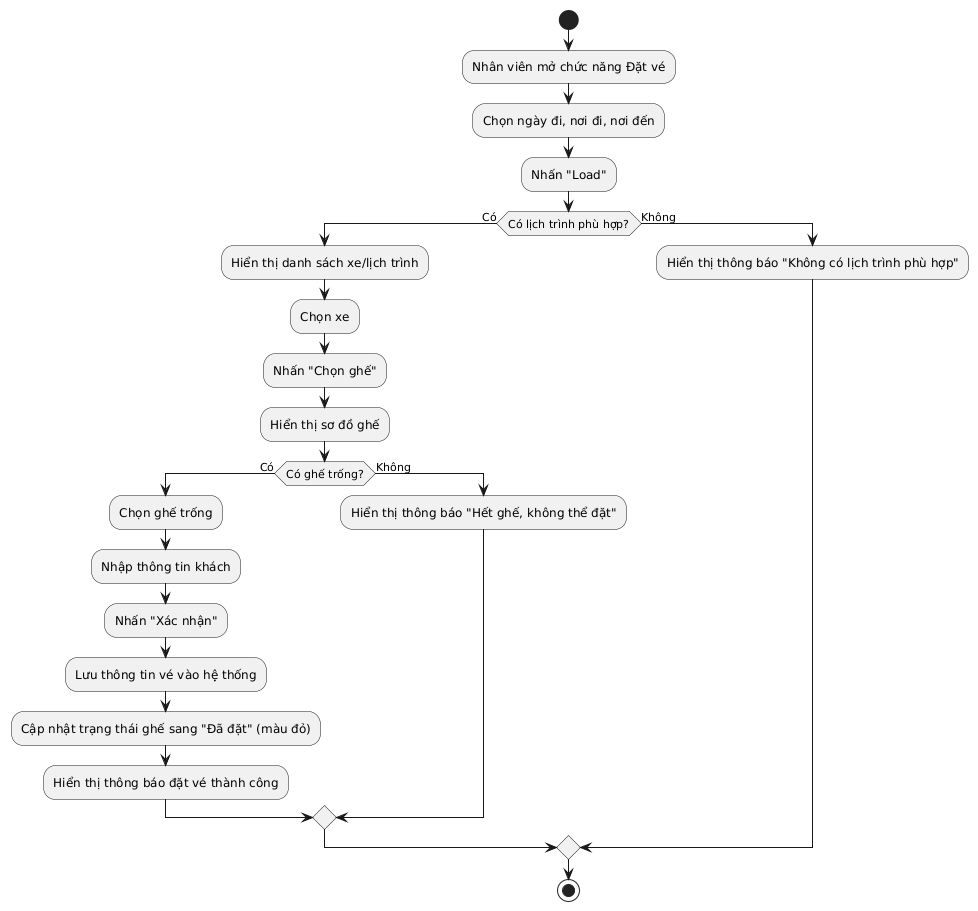 Nhân viên mở chức năng Đặt vé
Chọn ngày đi, nơi đi, nơi đến
Nhấn "Load"
Có
Có lịch trình phù hợp?
Không
Hiển thị danh sách xe/lịch trình
Hiển thị thông báo "Không có lịch trình phù hợp"
Chọn xe
Nhấn "Chọn ghế"
Hiển thị sơ đồ ghế
Có
Có ghế trống?
Không
Chọn ghế trống
Hiển thị thông báo "Hết ghế, không thể đặt"
Nhập thông tin khách
Nhấn "Xác nhận"
Lưu thông tin vé vào hệ thống
Cập nhật trạng thái ghế sang "Đã đặt" (màu đỏ)
Hiển thị thông báo đặt vé thành công